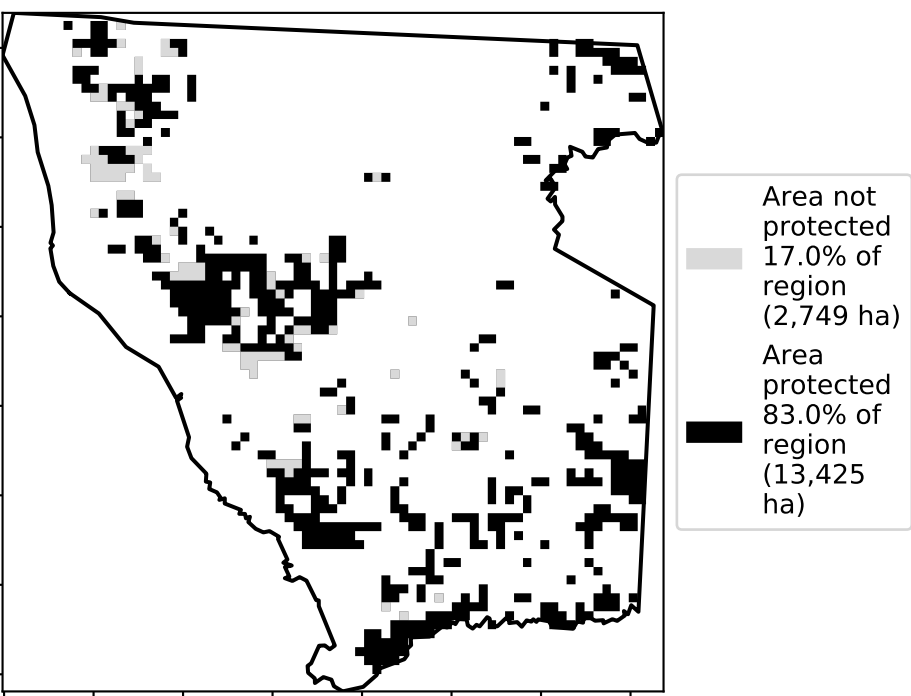 Area not
protected
17.0% of
region
(2,749 ha)
Area
protected
83.0% of
region
(13,425
ha)